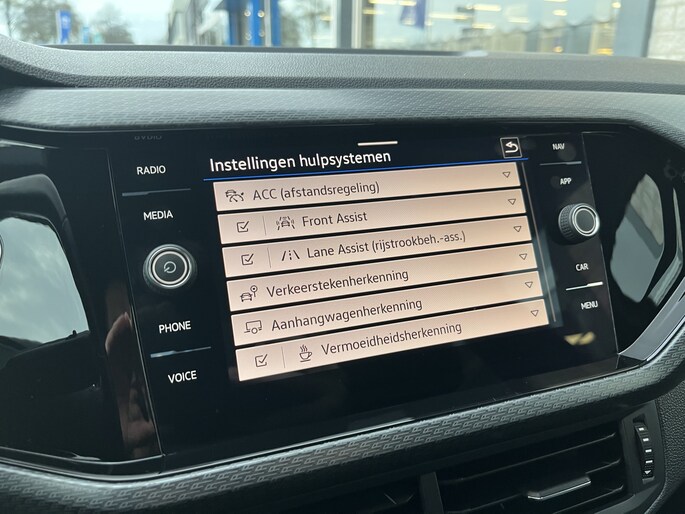 Instellingen hulpsystemen
ACC (afstandsregeling)
Front Assist
Lane Assist (rijstrookbeh.-ass.)
Verkeerstekenherkenning
Aanhangwagenherkenning
Vermoeidheidsherkenning
RADIO
MEDIA
PHONE
VOICE
NAV
APP
CAR
MENU